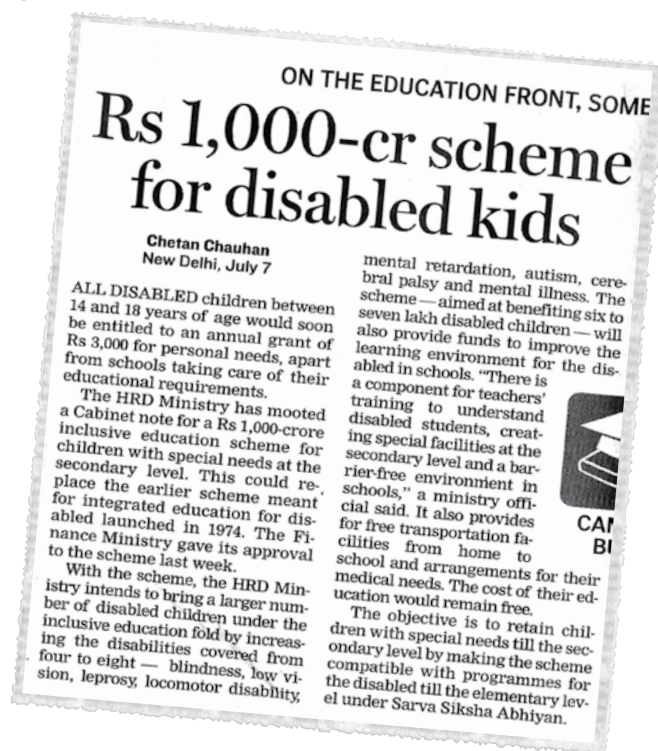 ON THE EDUCATION FRONT, SOME
Rs 1,000-cr scheme
for disabled kids
Chetan Chauhan
New Delhi, July 7
ALL DISABLED children between
14 and 18 years of age would soon
be entitled to an annual grant of
Rs 3,000 for personal needs, apart
from schools taking care of their
educational requirements.
The HRD Ministry has mooted
a Cabinet note for a Rs 1,000-crore
inclusive education scheme for
children with special needs at the
secondary level. This could re-
place the earlier scheme meant
for integrated education for dis-
abled launched in 1974. The Fi-
nance Ministry gave its approval
to the scheme last week.
With the scheme, the HRD Min-
istry intends to bring a larger num-
ber of disabled children under the
inclusive education fold by increas-
ing the disabilities covered from
four to eight — blindness, low vi-
sion, leprosy, locomotor disability,
mental retardation, autism, cere-
bral palsy and mental illness. The
scheme — aimed at benefiting six to
seven lakh disabled children — will
also provide funds to improve the
learning environment for the dis-
abled in schools. “There is
a component for teachers’
training to understand
disabled students, creat-
ing special facilities at the
secondary level and a bar-
rier-free environment in
schools,” a ministry offi-
cial said. It also provides
for free transportation fa-
cilities from home to
school and arrangements for their
medical needs. The cost of their ed-
ucation would remain free.
The objective is to retain chil-
dren with special needs till the sec-
ondary level by making the scheme
compatible with programmes for
the disabled till the elementary lev-
el under Sarva Siksha Abhiyan.